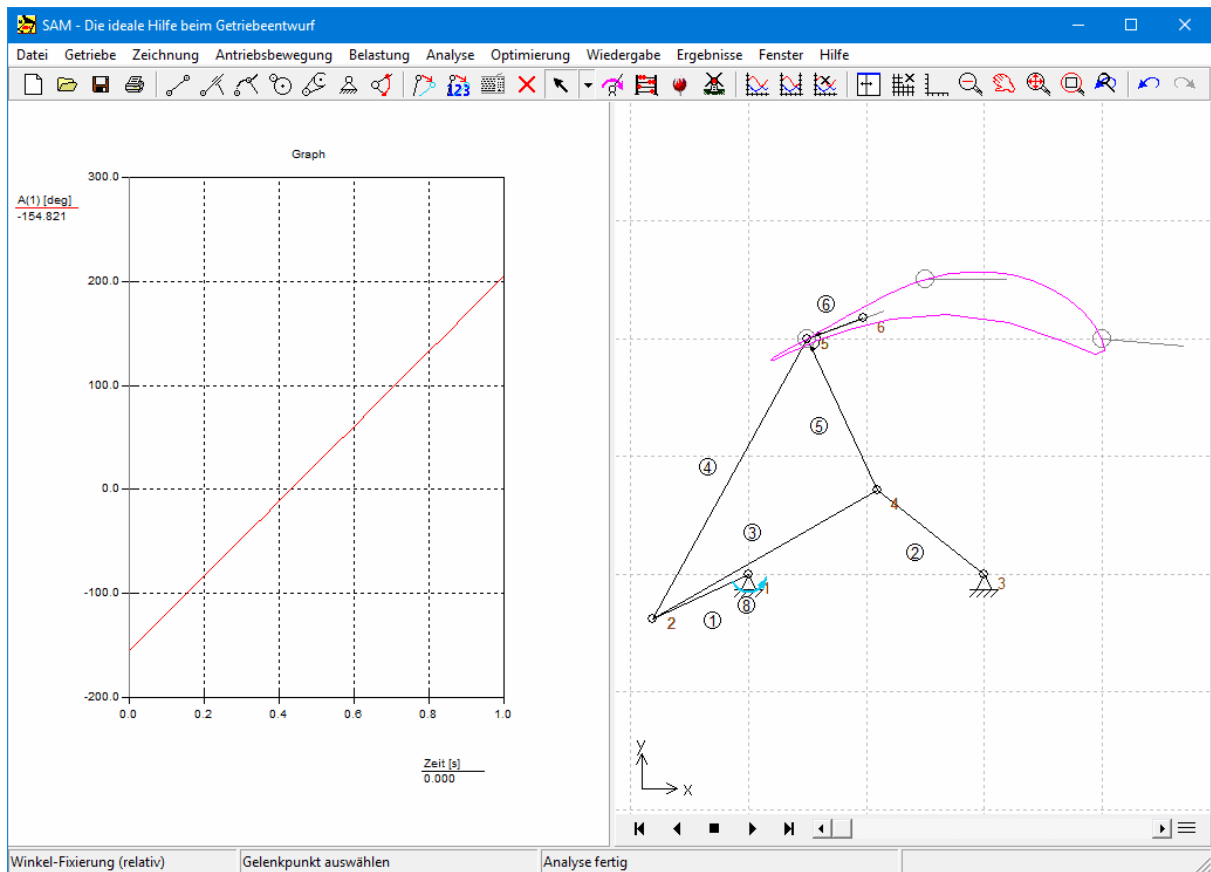 SAM - Die ideale Hilfe beim Getriebeentwurf
Datei Getriebe Zeichnung Antriebsbewegung Belastung Analyse Optimierung Wiedergabe Ergebnisse Fenster Hilfe
123
Graph
A(1) [deg]
-154.821
300.0
200.0
100.0
0.0
-100.0
-200.0
0.0 0.2 0.4 0.6 0.8 1.0
Zeit [s]
0.000
6
6
5
5
4
4
3
2
3
1
8
1
2
y
x
Winkel-Fixierung (relativ) Gelenkpunkt auswählen Analyse fertig